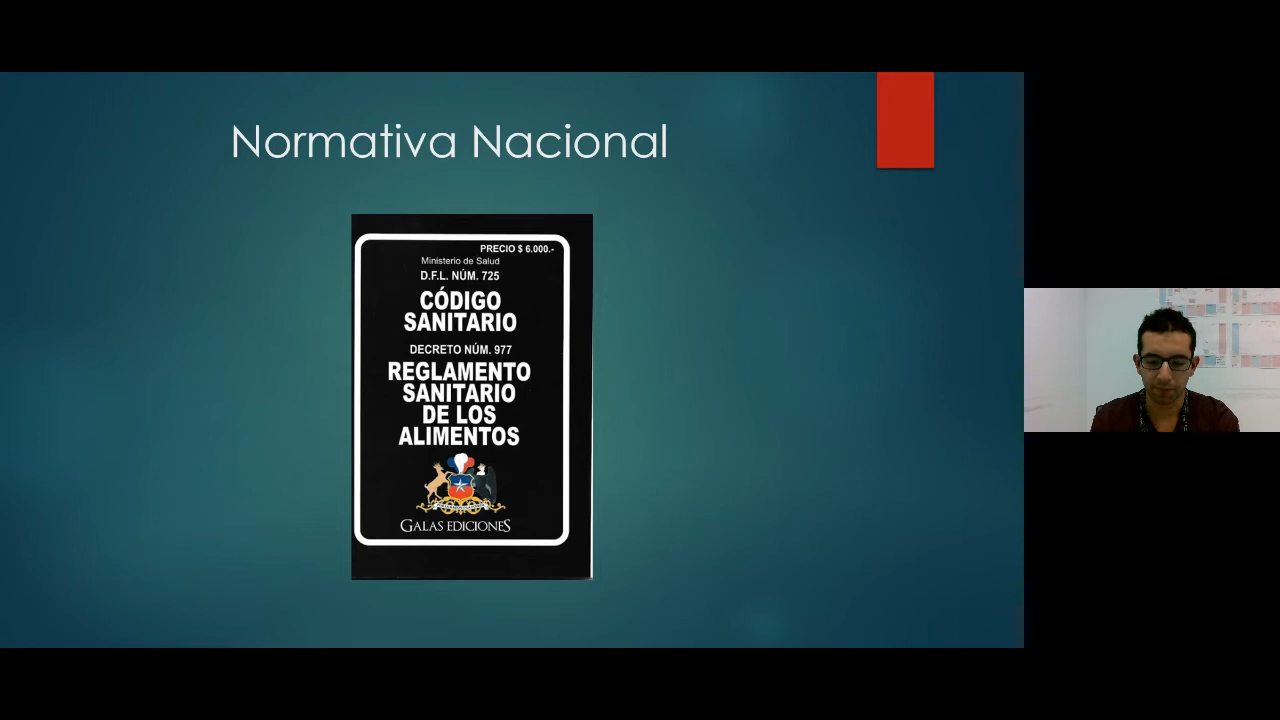 Normativa Nacional
PRECIO $ 6.000.-
Ministerio de Salud
D.F.L. NÚM. 725
CÓDIGO
SANITARIO
DECRETO NÚM. 977
REGLAMENTO
SANITARIO
DE LOS
ALIMENTOS
GALAS EDICIONES